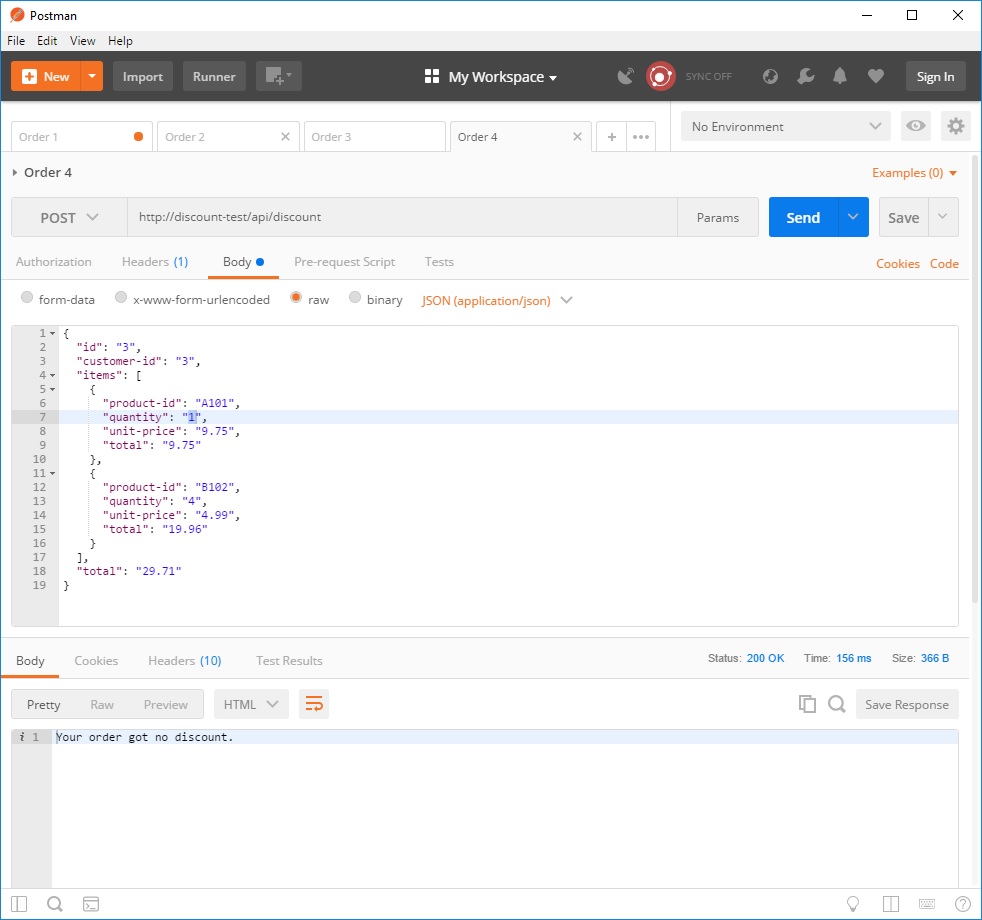 Postman
File Edit View Help
New Import Runner My Workspace SYNC OFF Sign In
Order 1 Order 2 Order 3 Order 4 No Environment
Order 4 Examples (0)
POST http://discount-test/api/discount Params Send Save
Authorization Headers (1) Body Pre-request Script Tests Cookies Code
form-data x-www-form-urlencoded raw binary JSON (application/json)
1 {
2 "id": "3",
3 "customer-id": "3",
4 "items": [
5 {
6 "product-id": "A101",
7 "quantity": "1",
8 "unit-price": "9.75",
9 "total": "9.75"
10 },
11 {
12 "product-id": "B102",
13 "quantity": "4",
14 "unit-price": "4.99",
15 "total": "19.96"
16 }
17 ],
18 "total": "29.71"
19 }
Body Cookies Headers (10) Test Results Status: 200 OK Time: 156 ms Size: 366 B
Pretty Raw Preview HTML Save Response
i 1 Your order got no discount.